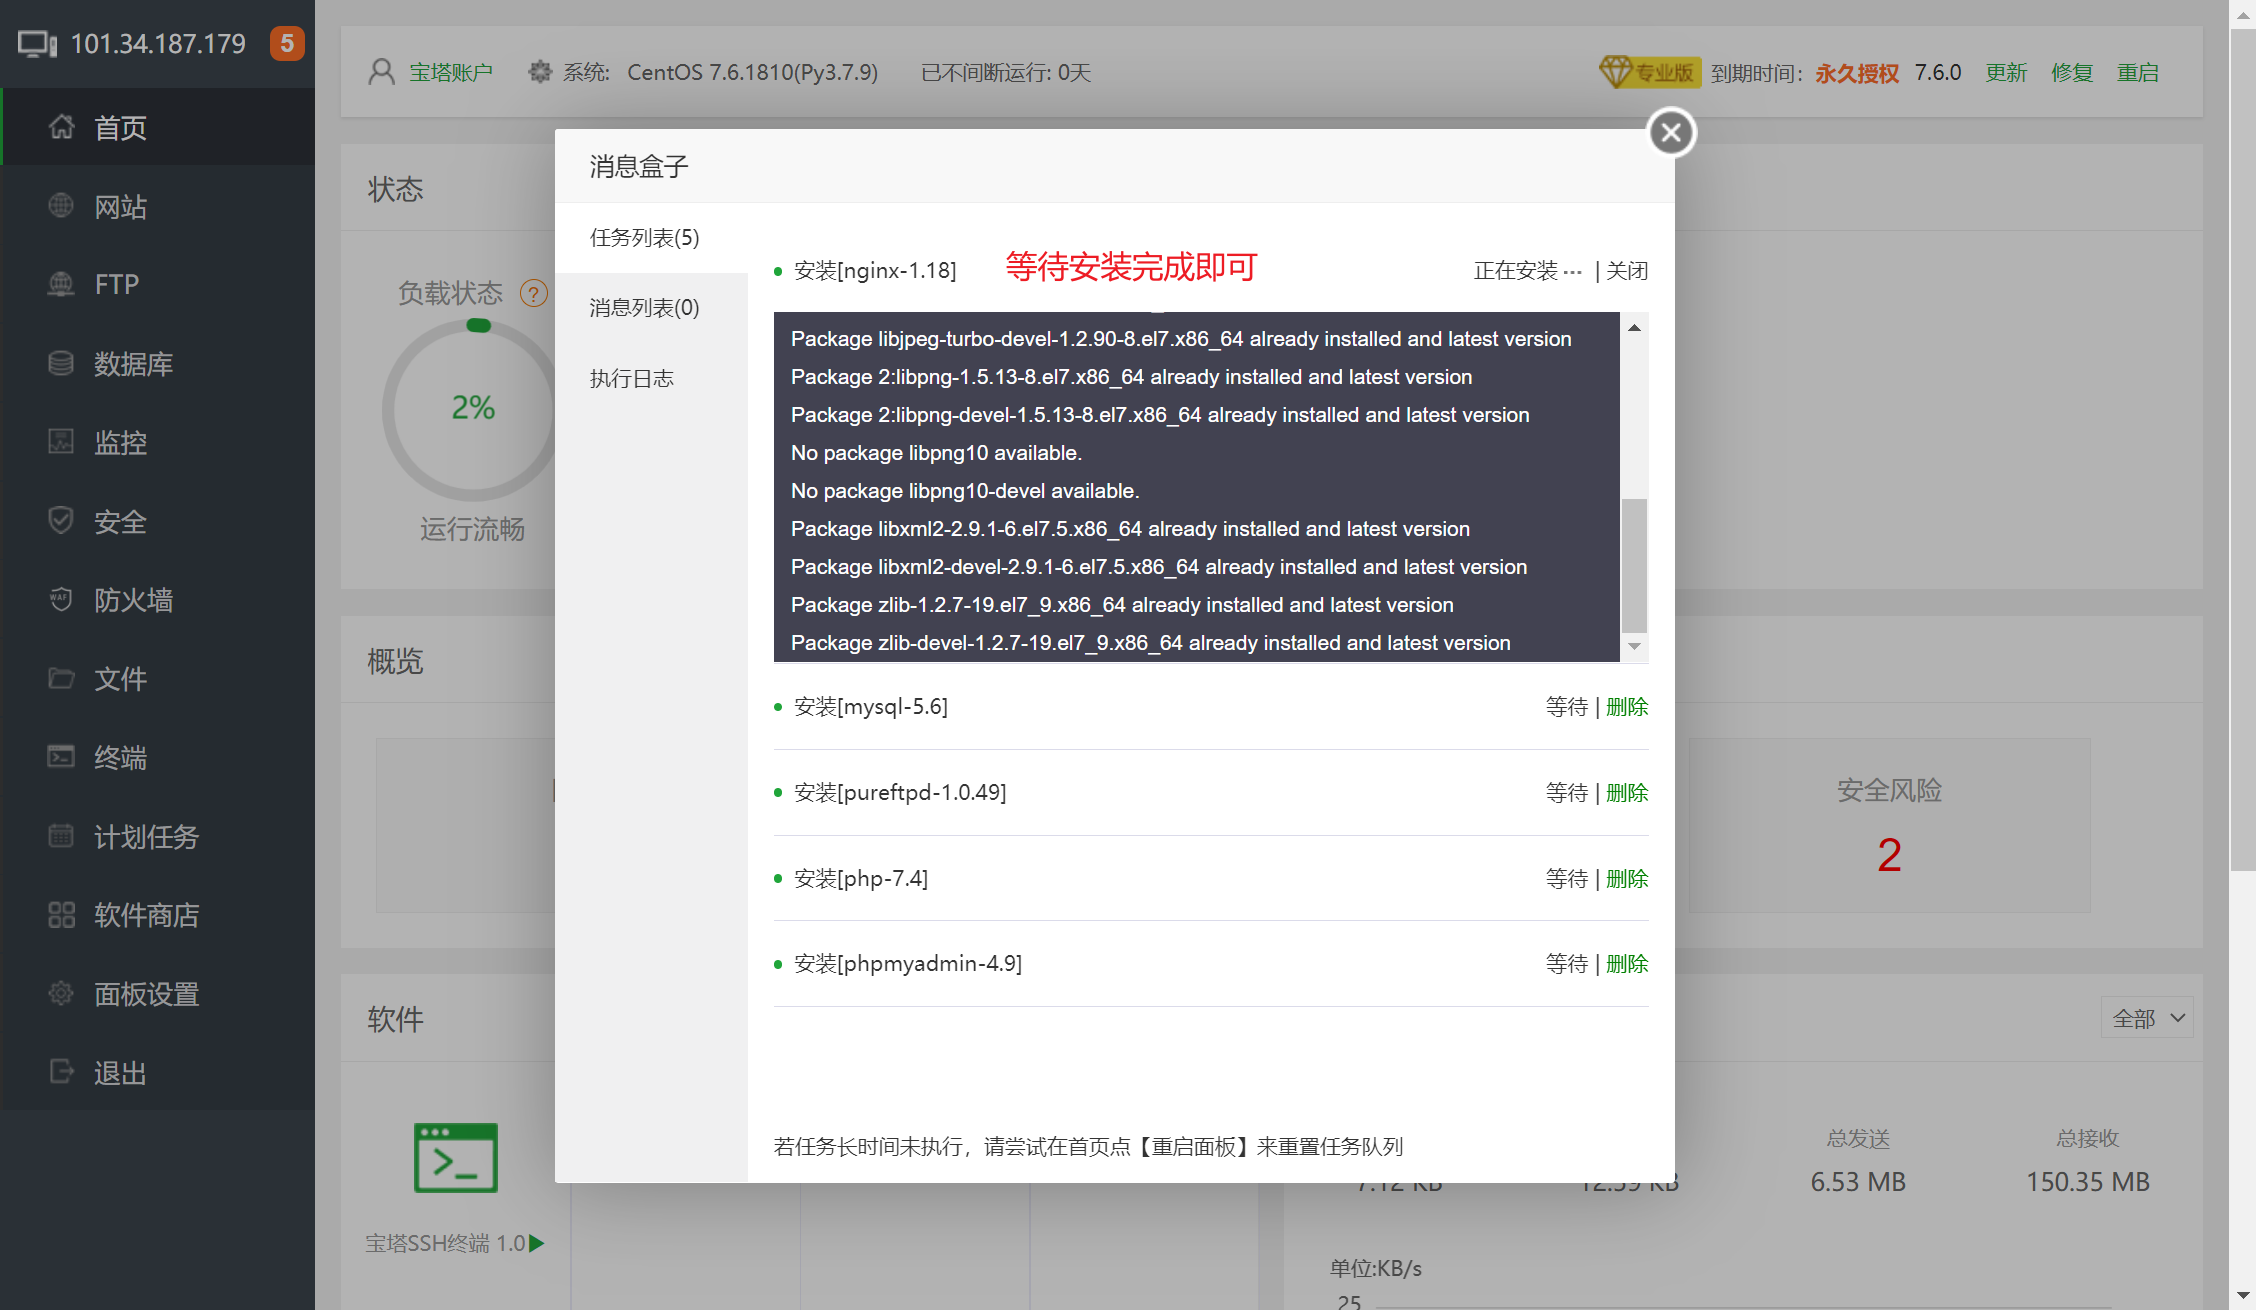 101.34.187.179 5
首页
网站
FTP
数据库
监控
安全
WAF 防火墙
文件
终端
计划任务
软件商店
面板设置
退出
宝塔账户 系统: CentOS 7.6.1810(Py3.7.9) 已不间断运行: 0天
专业版 到期时间: 永久授权 7.6.0 更新 修复 重启
状态
负载状态 ?
2%
运行流畅
概览
安全风险
2
软件
宝塔SSH终端 1.0
全部
总发送
6.53 MB
总接收
150.35 MB
7.12 KB
12.59 KB
单位:KB/s
25
消息盒子
任务列表(5)
消息列表(0)
执行日志
安装[nginx-1.18] 等待安装完成即可 正在安装 ··· | 关闭
Package libjpeg-turbo-devel-1.2.90-8.el7.x86_64 already installed and latest version
Package 2:libpng-1.5.13-8.el7.x86_64 already installed and latest version
Package 2:libpng-devel-1.5.13-8.el7.x86_64 already installed and latest version
No package libpng10 available.
No package libpng10-devel available.
Package libxml2-2.9.1-6.el7.5.x86_64 already installed and latest version
Package libxml2-devel-2.9.1-6.el7.5.x86_64 already installed and latest version
Package zlib-1.2.7-19.el7_9.x86_64 already installed and latest version
Package zlib-devel-1.2.7-19.el7_9.x86_64 already installed and latest version
安装[mysql-5.6] 等待 | 删除
安装[pureftpd-1.0.49] 等待 | 删除
安装[php-7.4] 等待 | 删除
安装[phpmyadmin-4.9] 等待 | 删除
若任务长时间未执行，请尝试在首页点【重启面板】来重置任务队列